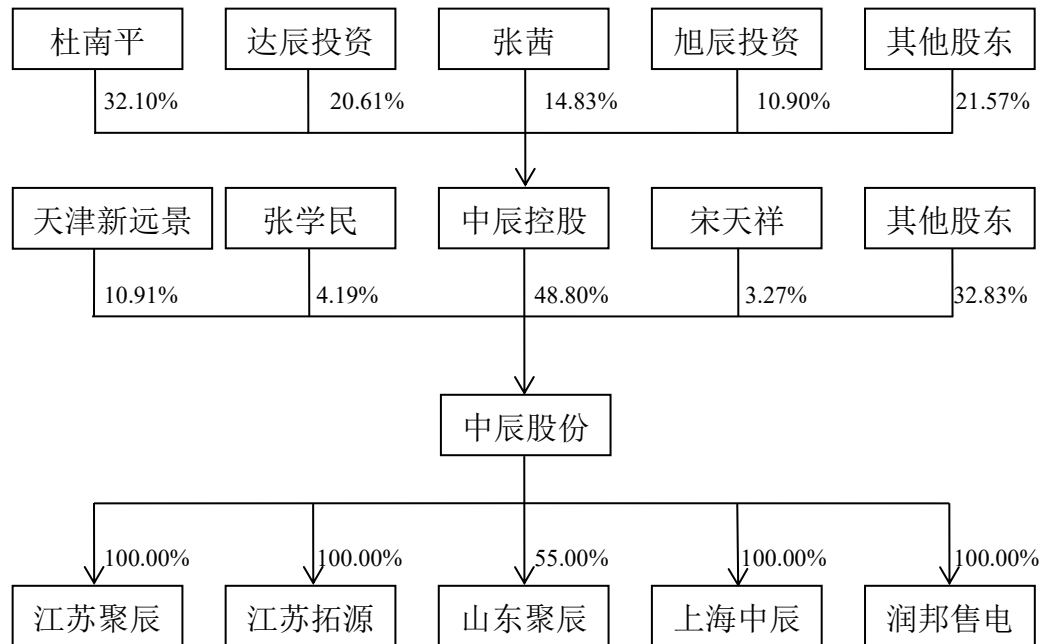 杜南平 达辰投资 张茜 旭辰投资 其他股东
32.10% 20.61% 14.83% 10.90% 21.57%
天津新远景 张学民 中辰控股 宋天祥 其他股东
10.91% 4.19% 48.80% 3.27% 32.83%
中辰股份
100.00% 100.00% 55.00% 100.00% 100.00%
江苏聚辰 江苏拓源 山东聚辰 上海中辰 润邦售电